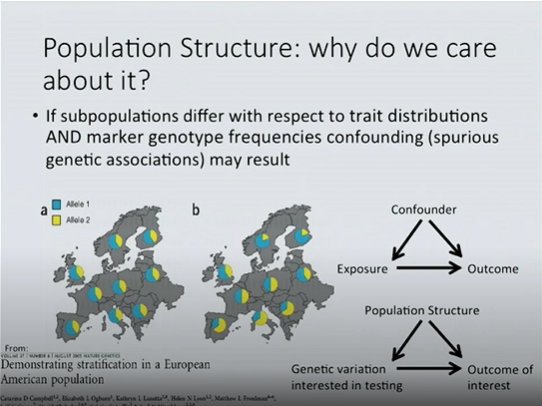 Population Structure: why do we care
about it?
• If subpopulations differ with respect to trait distributions
AND marker genotype frequencies confounding (spurious
genetic associations) may result
a
Allele 1
Allele 2
b
Confounder
Exposure
Outcome
Population Structure
Genetic variation
interested in testing
Outcome of
interest
From:
Demonstrating stratification in a European
American population